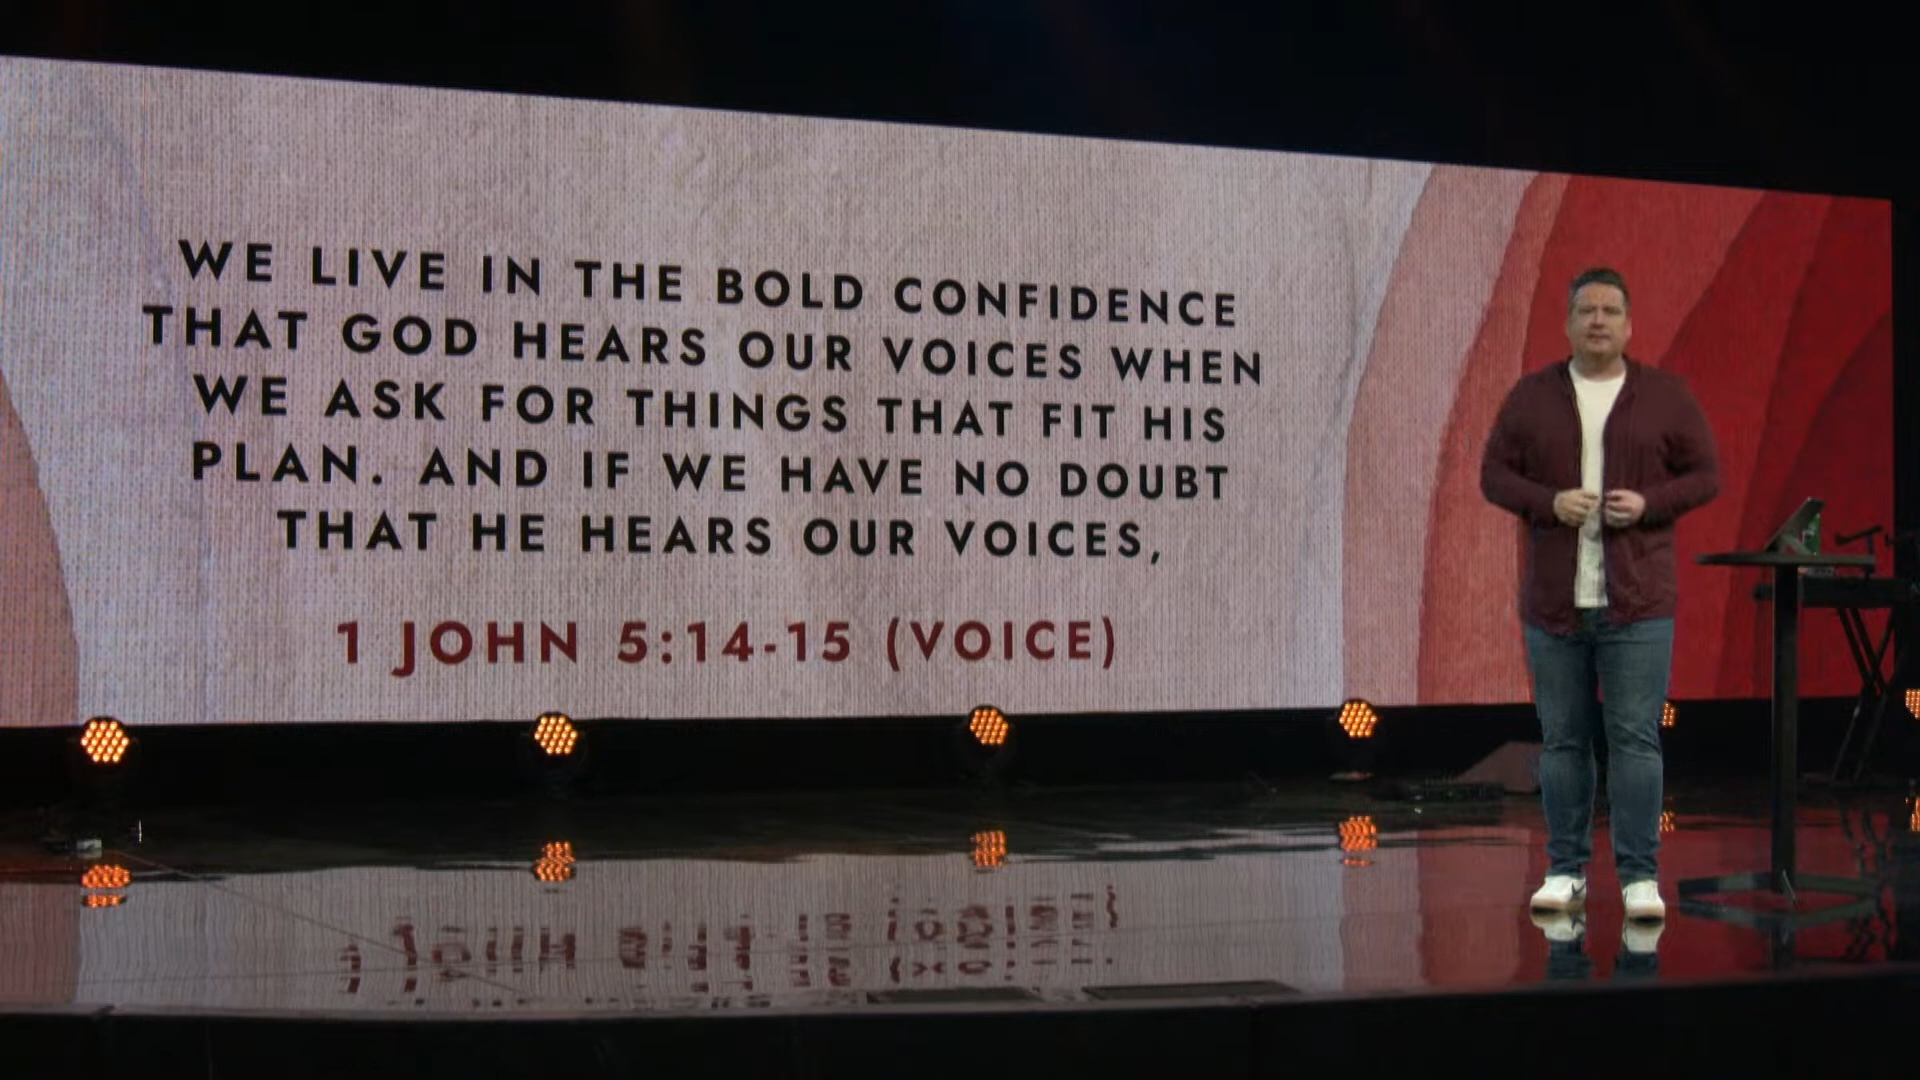 WE LIVE IN THE BOLD CONFIDENCE
THAT GOD HEARS OUR VOICES WHEN
WE ASK FOR THINGS THAT FIT HIS
PLAN. AND IF WE HAVE NO DOUBT
THAT HE HEARS OUR VOICES,
1 JOHN 5:14-15 (VOICE)